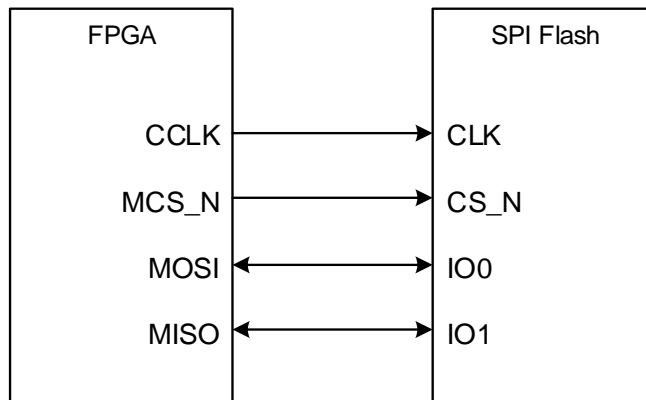 FPGA SPI Flash
CCLK CLK
MCS_N CS_N
MOSI IO0
MISO IO1